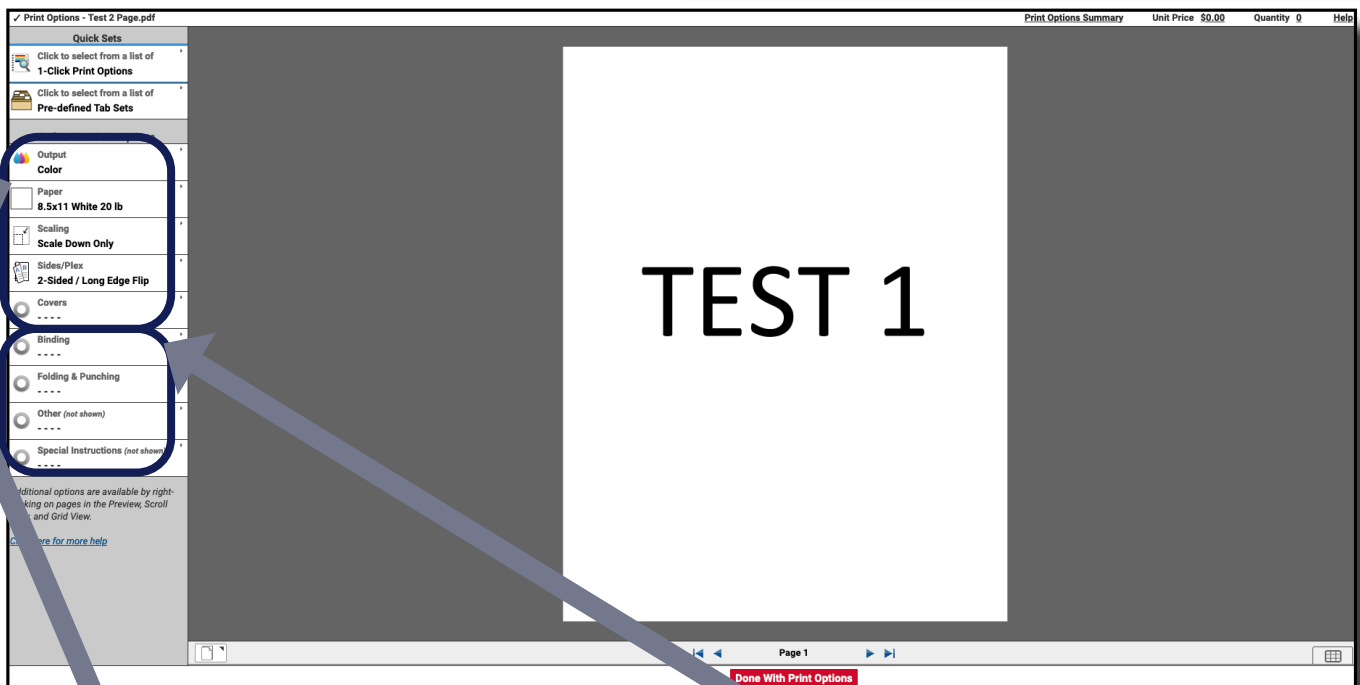 ✓ Print Options - Test 2 Page.pdf
Print Options Summary Unit Price $0.00 Quantity 0 Help
Quick Sets
Click to select from a list of
1-Click Print Options
Click to select from a list of
Pre-defined Tab Sets
Output
Color
Paper
8.5x11 White 20 lb
Scaling
Scale Down Only
Sides/Plex
2-Sided / Long Edge Flip
Covers
- - - -
Binding
- - - -
Folding & Punching
- - - -
Other (not shown)
- - - -
Special Instructions (not shown)
- - - -
options are available by right-
on pages in the Preview, Scroll
and Grid View.
for more help
TEST 1
Page 1
Done With Print Options